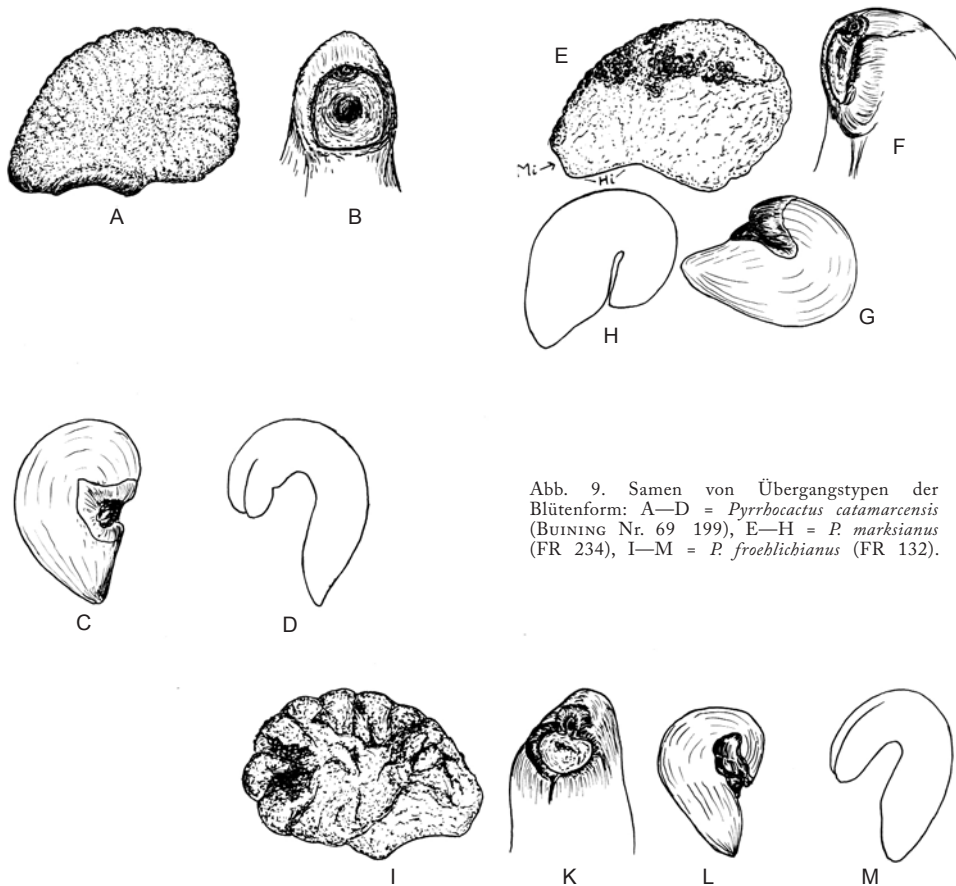 A
B
E
F
Mi→
Hi
H
G
C
D
Abb. 9. Samen von Übergangstypen der
Blütenform: A—D = Pyrrhocactus catamarcensis
(BUINING Nr. 69 199), E—H = P. marksianus
(FR 234), I—M = P. froehlichianus (FR 132).
I
K
L
M